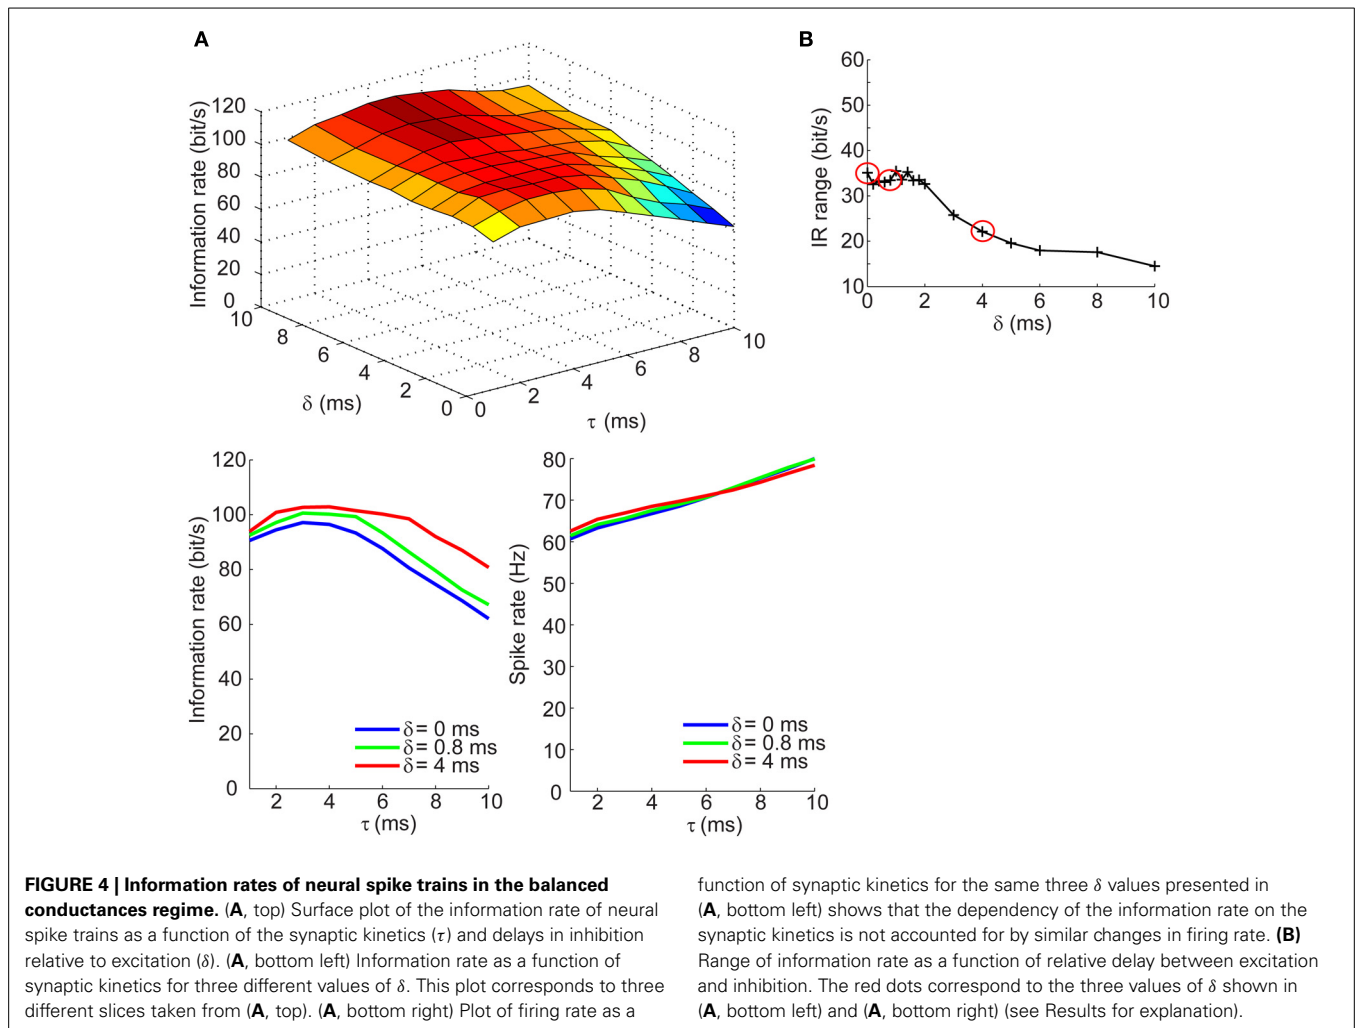 A
Information rate (bit/s)
120
100
80
60
40
20
0
10
8
6
4
2
0
δ (ms)
0
2
4
6
8
10
τ (ms)
B
IR range (bit/s)
60
50
40
30
20
10
0 2 4 6 8 10
δ (ms)
Information rate (bit/s)
120
100
80
60
40
20
0
2 4 6 8 10
τ (ms)
δ= 0 ms
δ= 0.8 ms
δ= 4 ms
Spike rate (Hz)
80
70
60
50
40
30
20
10
0
2 4 6 8 10
τ (ms)
δ= 0 ms
δ= 0.8 ms
δ= 4 ms
FIGURE 4 | Information rates of neural spike trains in the balanced
conductances regime. (A, top) Surface plot of the information rate of neural
spike trains as a function of the synaptic kinetics (τ) and delays in inhibition
relative to excitation (δ). (A, bottom left) Information rate as a function of
synaptic kinetics for three different values of δ. This plot corresponds to three
different slices taken from (A, top). (A, bottom right) Plot of firing rate as a
function of synaptic kinetics for the same three δ values presented in
(A, bottom left) shows that the dependency of the information rate on the
synaptic kinetics is not accounted for by similar changes in firing rate. (B)
Range of information rate as a function of relative delay between excitation
and inhibition. The red dots correspond to the three values of δ shown in
(A, bottom left) and (A, bottom right) (see Results for explanation).